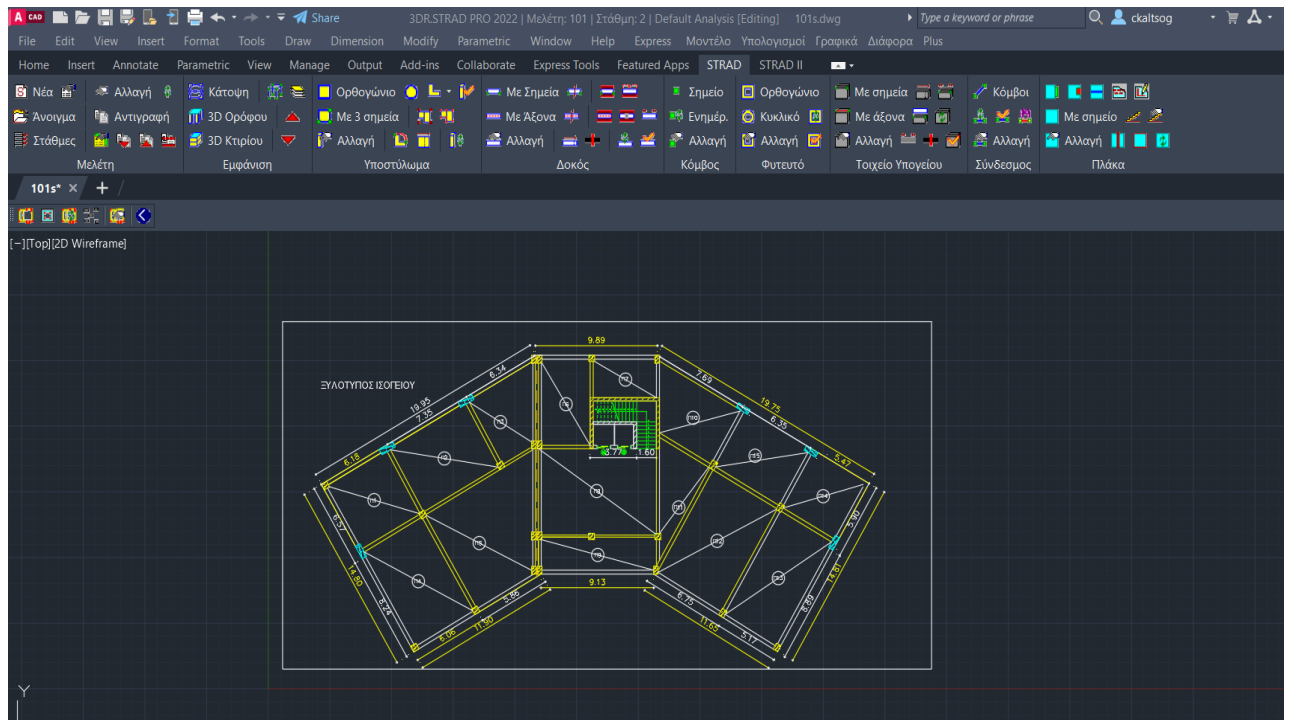 A CAD Share 3DR.STRAD PRO 2022 | Μελέτη: 101 | Στάθμη: 2 | Default Analysis [Editing] 101s.dwg Type a keyword or phrase ckaltsog
File Edit View Insert Format Tools Draw Dimension Modify Parametric Window Help Express Μοντέλο Υπολογισμοί Γραφικά Διάφορα Plus
Home Insert Annotate Parametric View Manage Output Add-ins Collaborate Express Tools Featured Apps STRAD STRAD II
Νέα Αλλαγή Κάτοψη Ορθογώνιο Με Σημεία Σημείο Ορθογώνιο Με σημεία Κόμβοι
Άνοιγμα Αντιγραφή 3D Ορόφου Με 3 σημεία Με Άξονα Ενημέρ. Κυκλικό Με άξονα Αλλαγή Με σημείο
Στάθμες 3D Κτιρίου Αλλαγή Αλλαγή Αλλαγή Αλλαγή Αλλαγή Αλλαγή Αλλαγή
Μελέτη Εμφάνιση Υποστύλωμα Δοκός Κόμβος Φυτευτό Τοιχείο Υπογείου Σύνδεσμος Πλάκα
101s*
[−][Top][2D Wireframe]
9.89
6.34 7.69
ΞΥΛΟΤΥΠΟΣ ΙΣΟΓΕΙΟΥ
19.95 19.75
7.35 6.35
6.18 3.77 1.60 5.47
6.57 5.90
14.80 9.13 14.81
8.24 5.86 6.75 8.69
6.06 11.90 11.65 5.17
Y